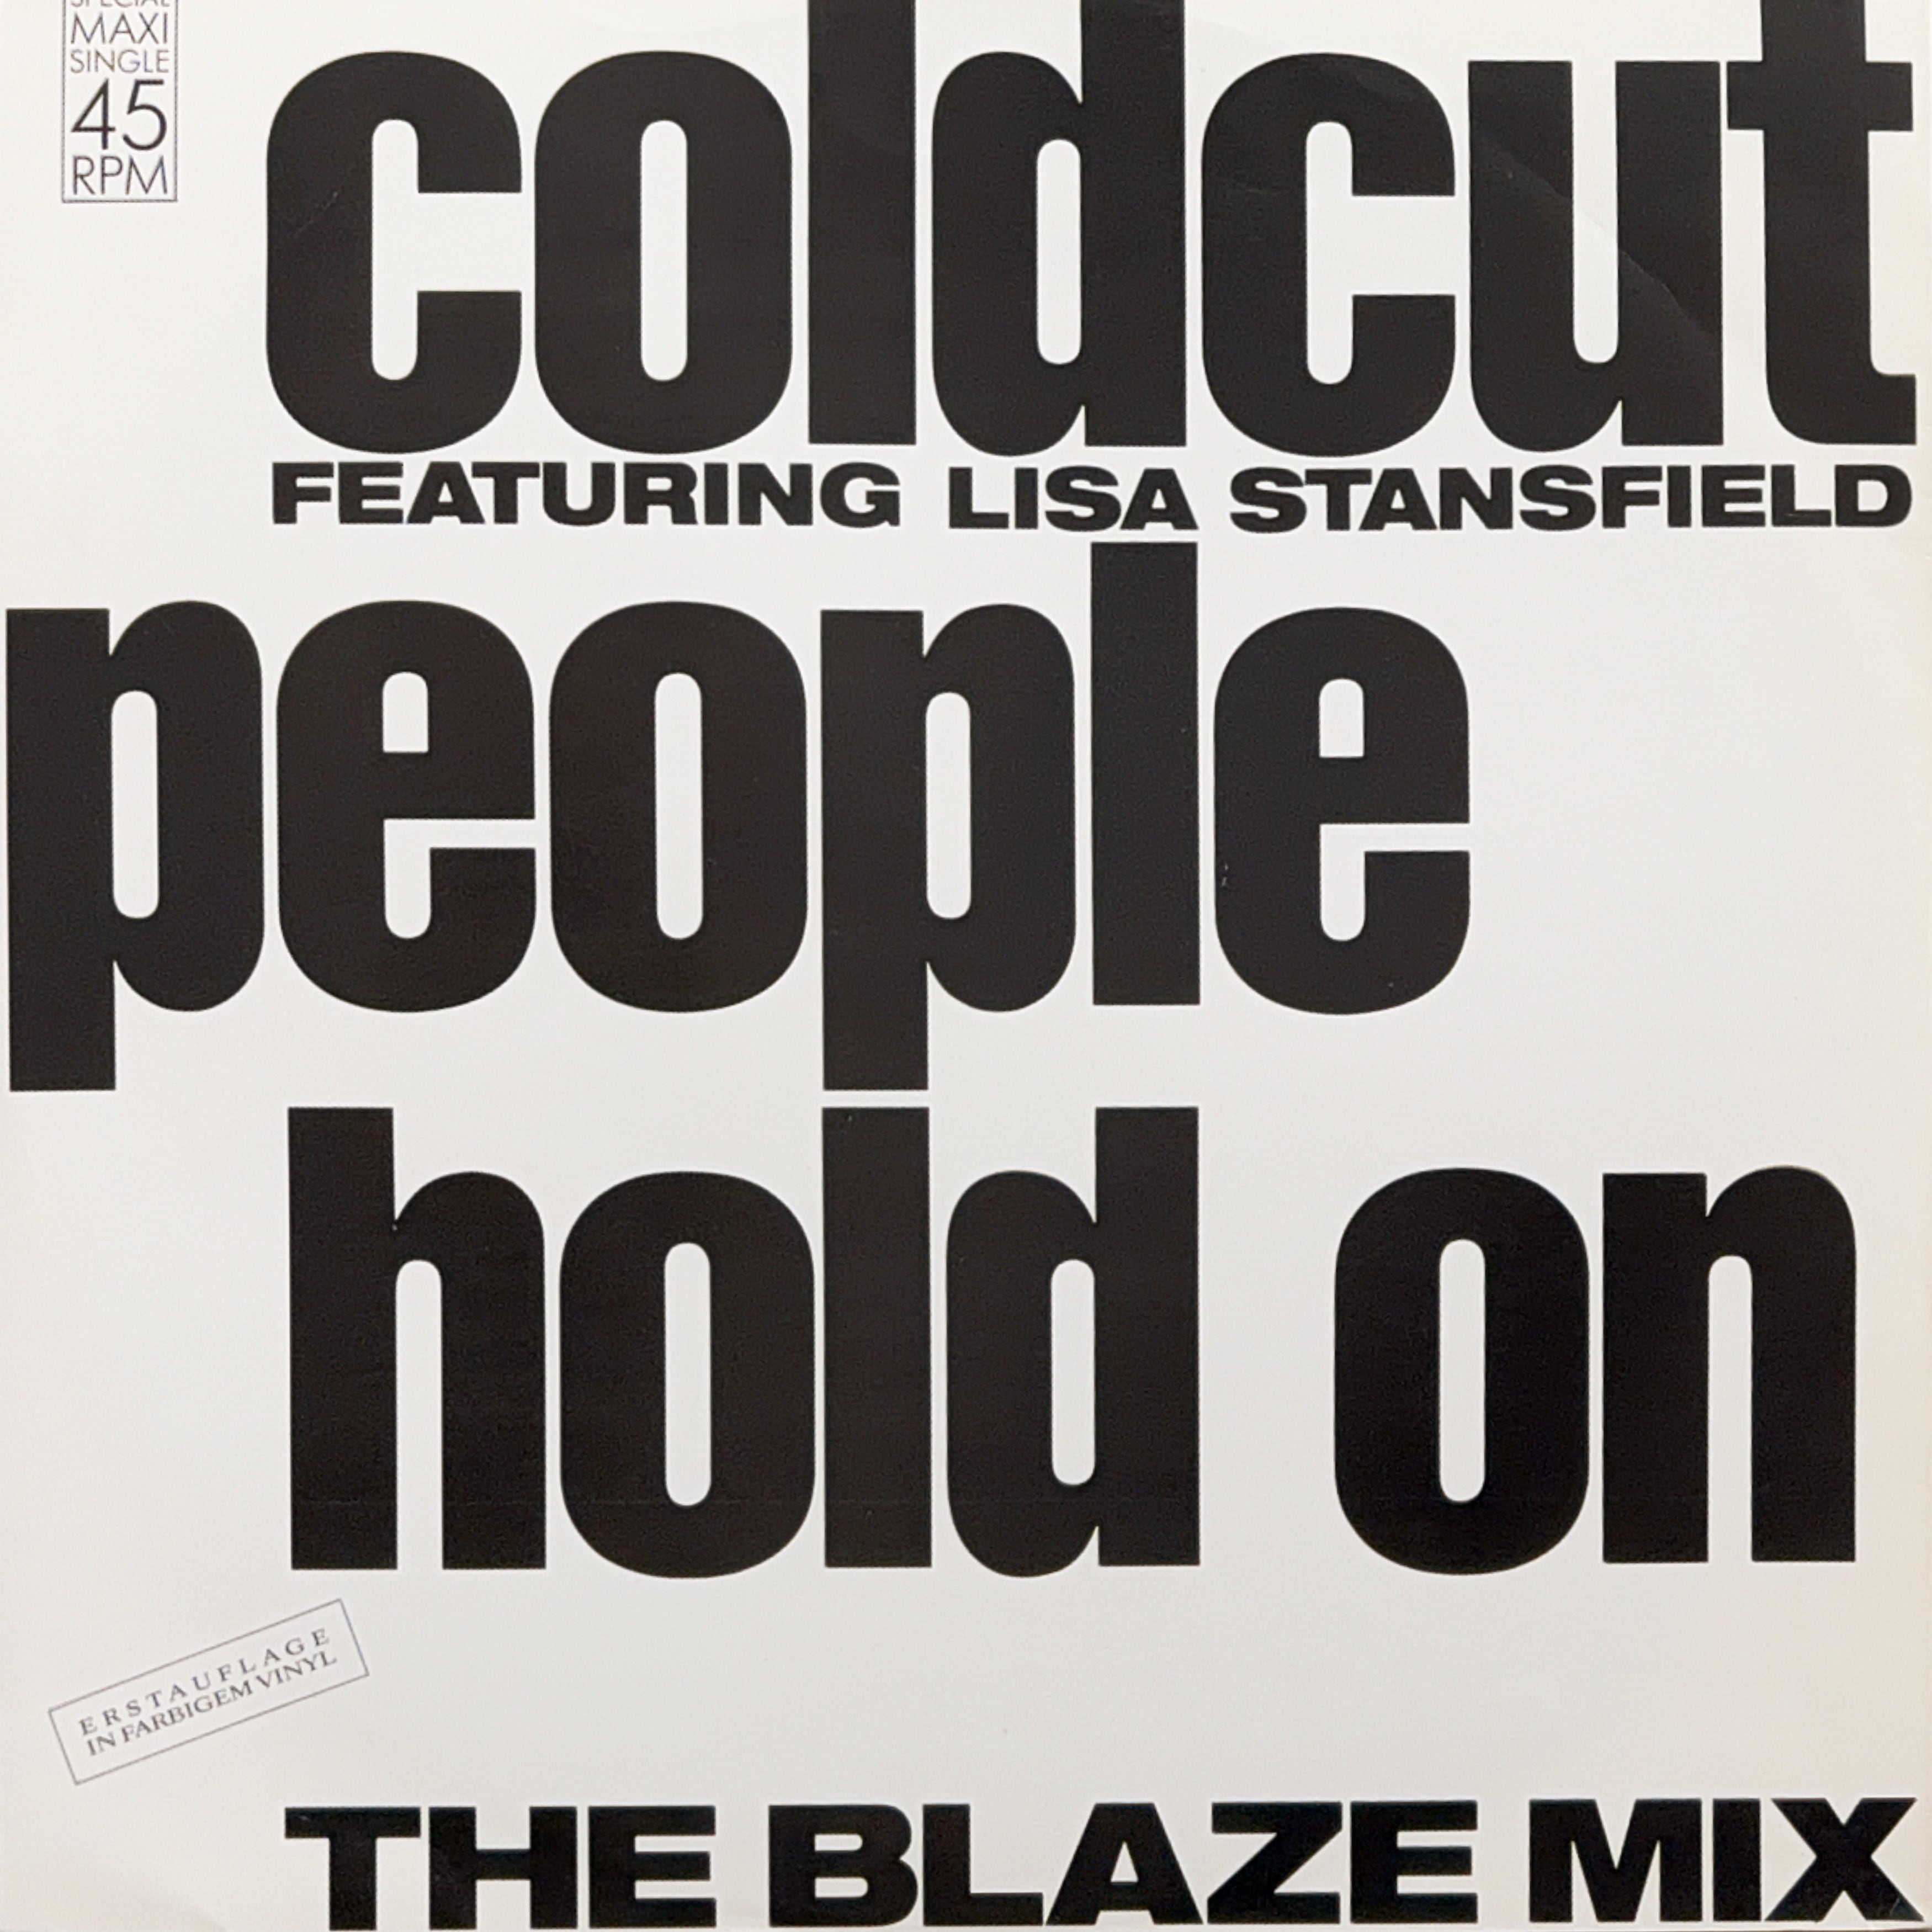 SPECIAL
MAXI
SINGLE
45
RPM
coldcut
FEATURING LISA STANSFIELD
people
hold on
ERSTAUFLAGE
IN FARBIGEM VINYL
THE BLAZE MIX